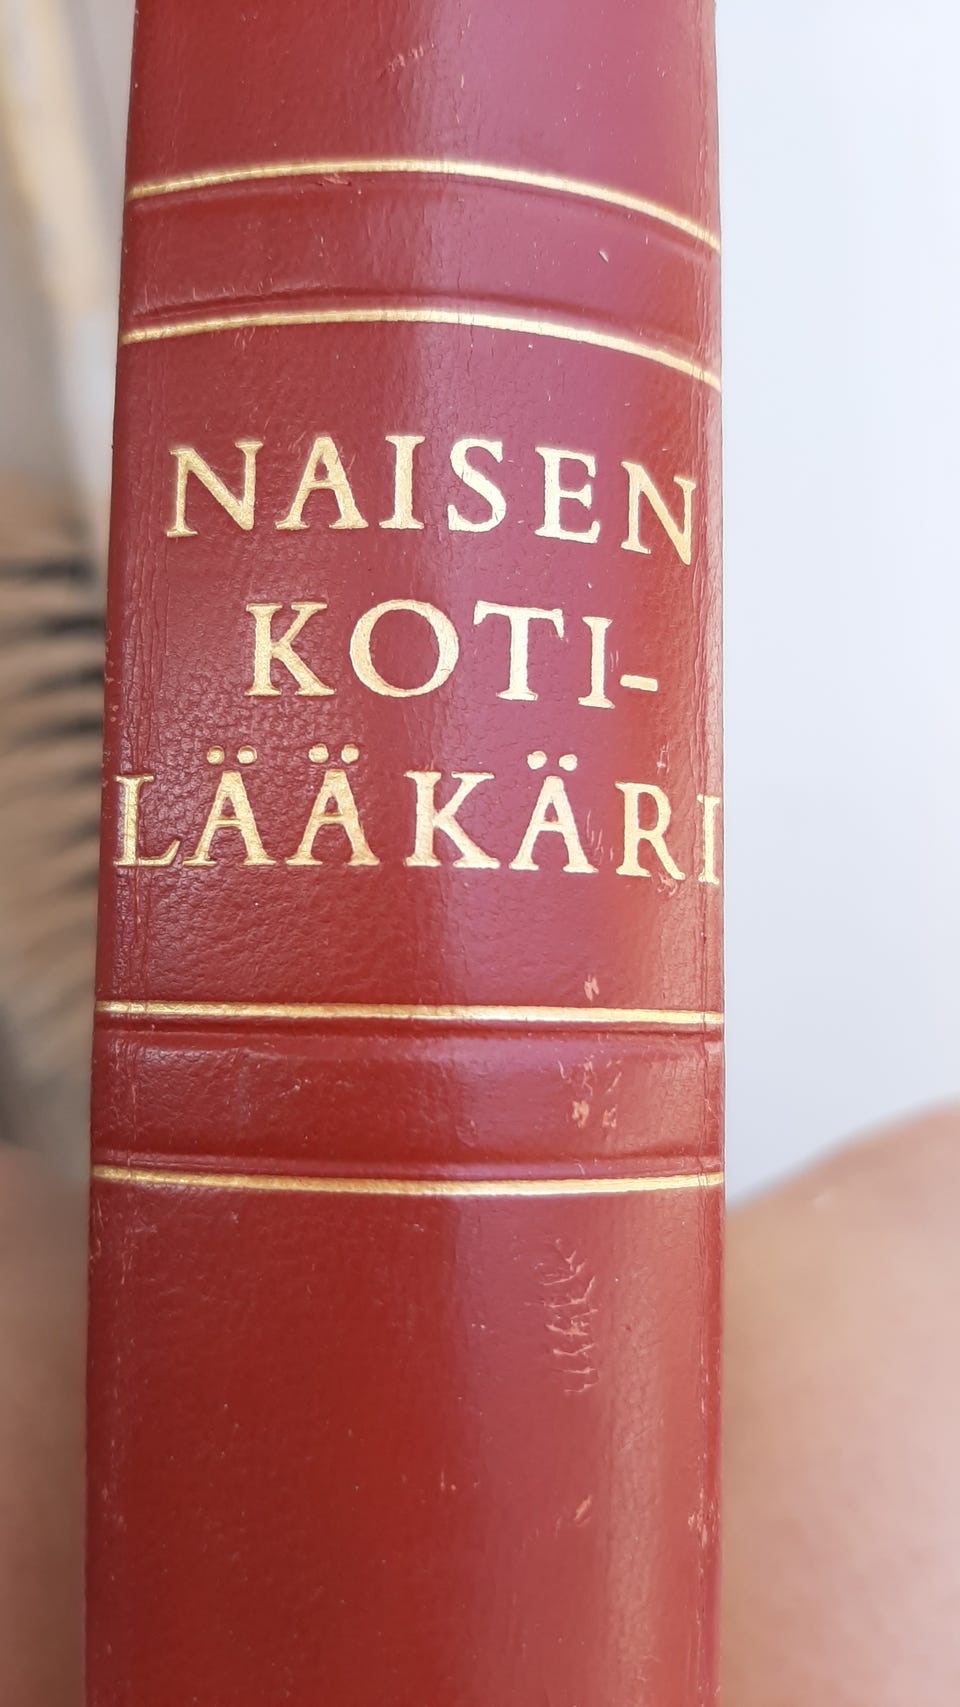 NAISEN
KOTI-
LÄÄKÄRI